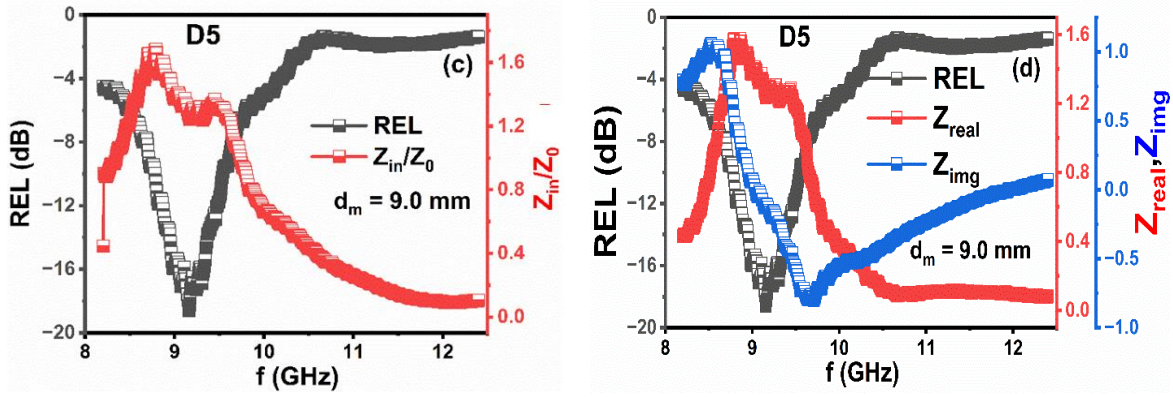 D5
(c)
REL
Z_in/Z_0
d_m = 9.0 mm
REL (dB)
0
−4
−8
−12
−16
−20
8
9
10
11
12
f (GHz)
1.6
1.2
0.8
0.4
0.0
Z_in/Z_0
D5
(d)
REL
Z_real
Z_img
d_m = 9.0 mm
REL (dB)
0
−4
−8
−12
−16
−20
8
9
10
11
12
f (GHz)
1.6
1.2
0.8
0.4
0.0
1.0
0.5
0.0
−0.5
−1.0
Z_real,Z_img